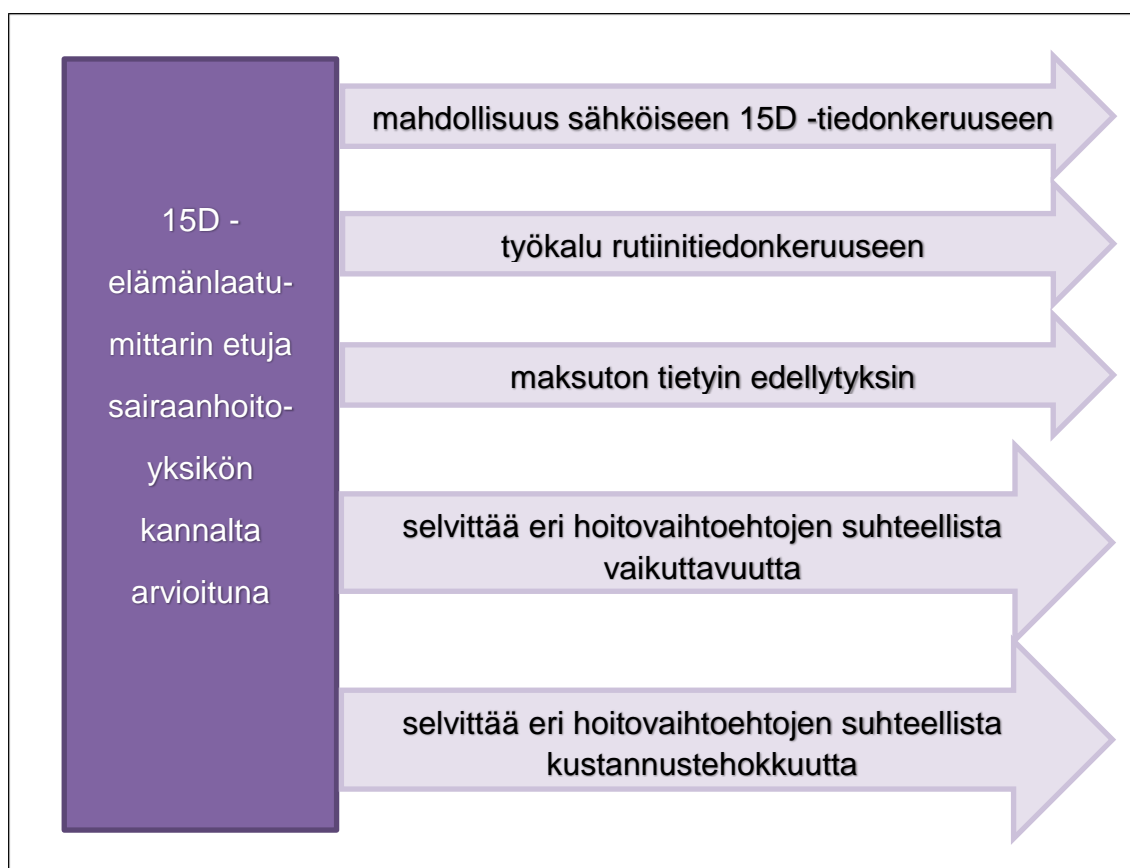 15D -
elämänlaatu-
mittarin etuja
sairaanhoito-
yksikön
kannalta
arvioituna
mahdollisuus sähköiseen 15D -tiedonkeruuseen
työkalu rutiinitiedonkeruuseen
maksuton tietyin edellytyksin
selvittää eri hoitovaihtoehtojen suhteellista
vaikuttavuutta
selvittää eri hoitovaihtoehtojen suhteellista
kustannustehokkuutta